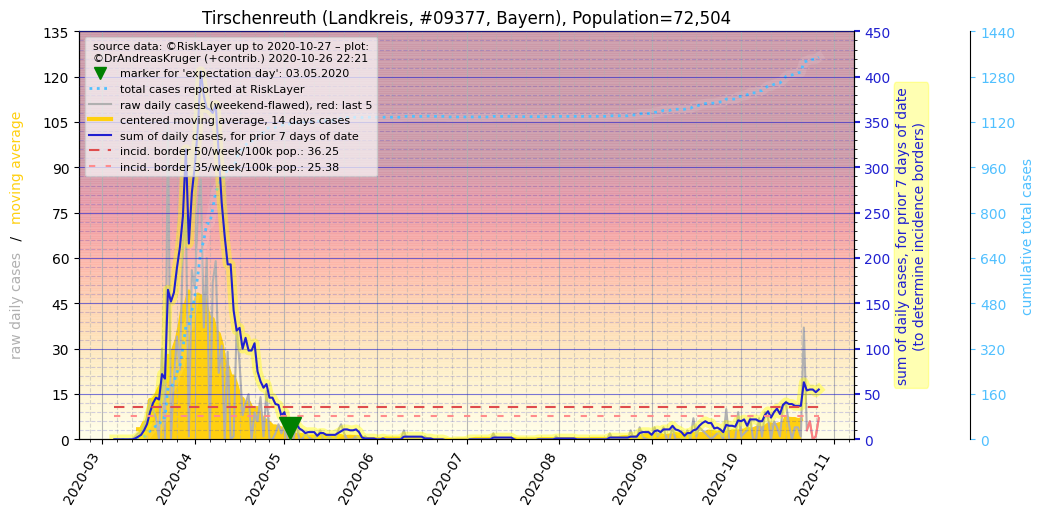 Tirschenreuth (Landkreis, #09377, Bayern), Population=72,504
source data: ©RiskLayer up to 2020-10-27 – plot:
©DrAndreasKruger (+contrib.) 2020-10-26 22:21
marker for 'expectation day': 03.05.2020
total cases reported at RiskLayer
raw daily cases (weekend-flawed), red: last 5
centered moving average, 14 days cases
sum of daily cases, for 7 days of date
incid. border 50/week/100k pop.: 36.25
incid. border 35/week/100k pop.: 25.38
raw daily cases / moving average
135
120
105
90
75
60
45
30
15
0
450
400
350
300
250
200
150
100
50
0
sum of daily cases, for prior 7 days of date
(to determine incidence borders)
1440
1280
1120
960
800
640
480
320
160
0
cumulative total cases
2020-03
2020-04
2020-05
2020-06
2020-07
2020-08
2020-09
2020-10
2020-11